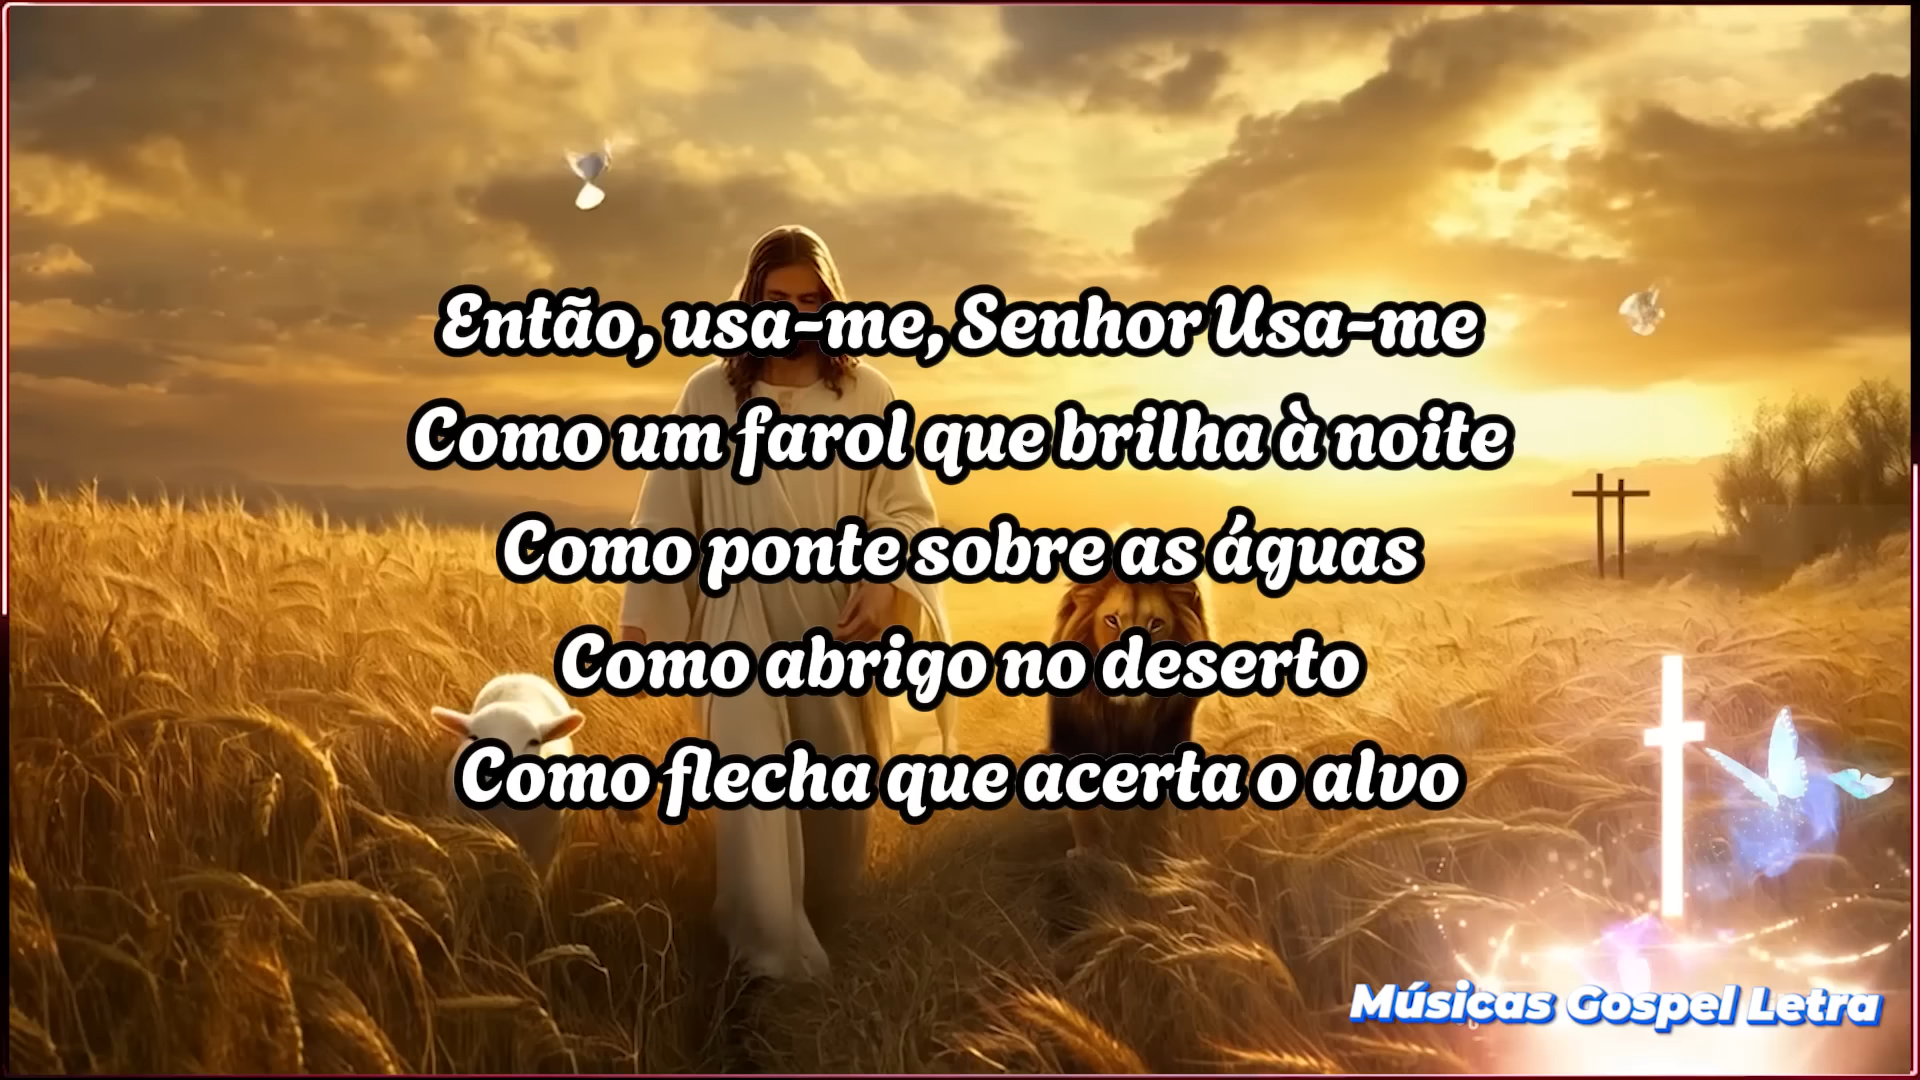 Então, usa-me, Senhor Usa-me
Como um farol que brilha à noite
Como ponte sobre as águas
Como abrigo no deserto
Como flecha que acerta o alvo
Músicas Gospel Letra